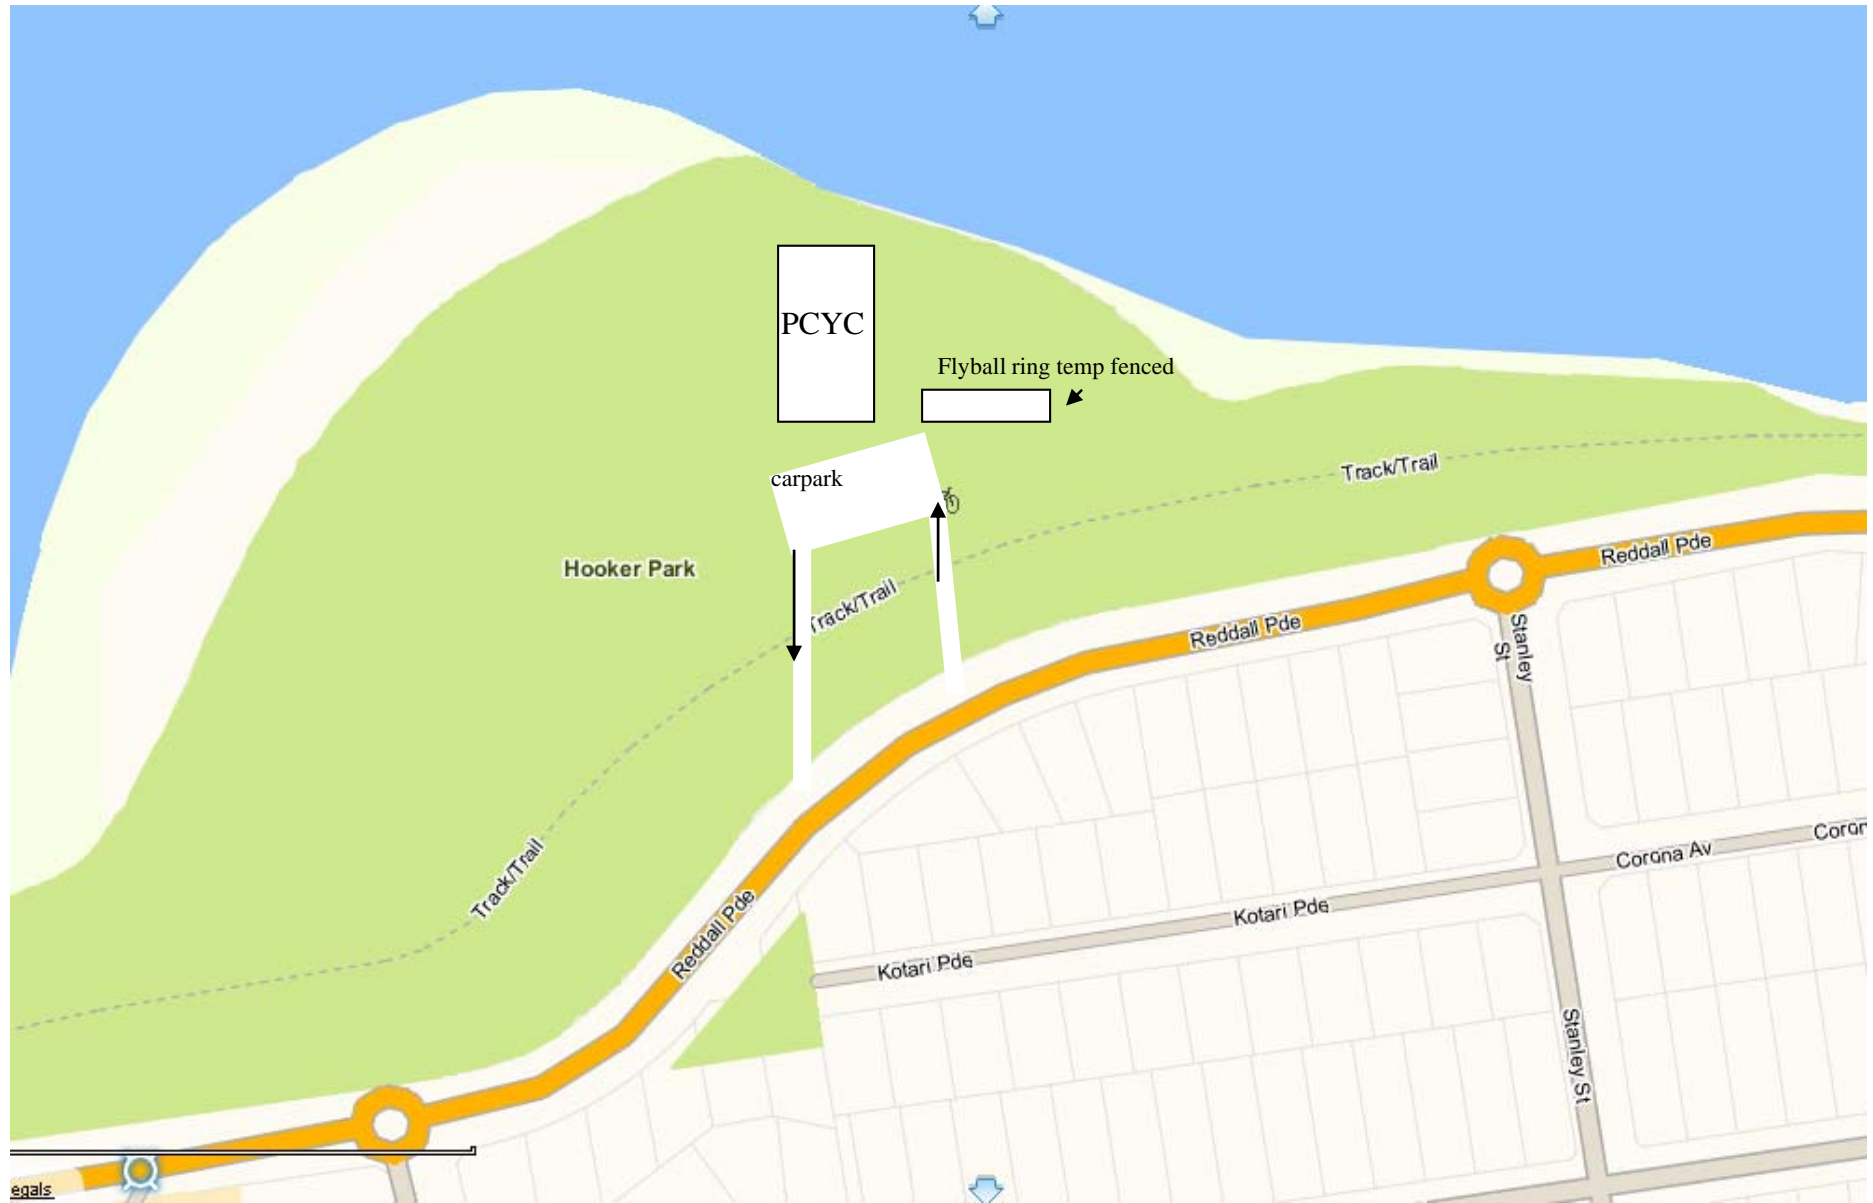 PCYC
Flyball ring temp fenced
carpark
Track/Trail
Reddall Pde
Hooker Park
Track/Trail
Reddall Pde
Stanley
St
Track/Trail
Corona Av
Reddall Pde
Kotari Pde
Kotari Pde
Stanley St
egals